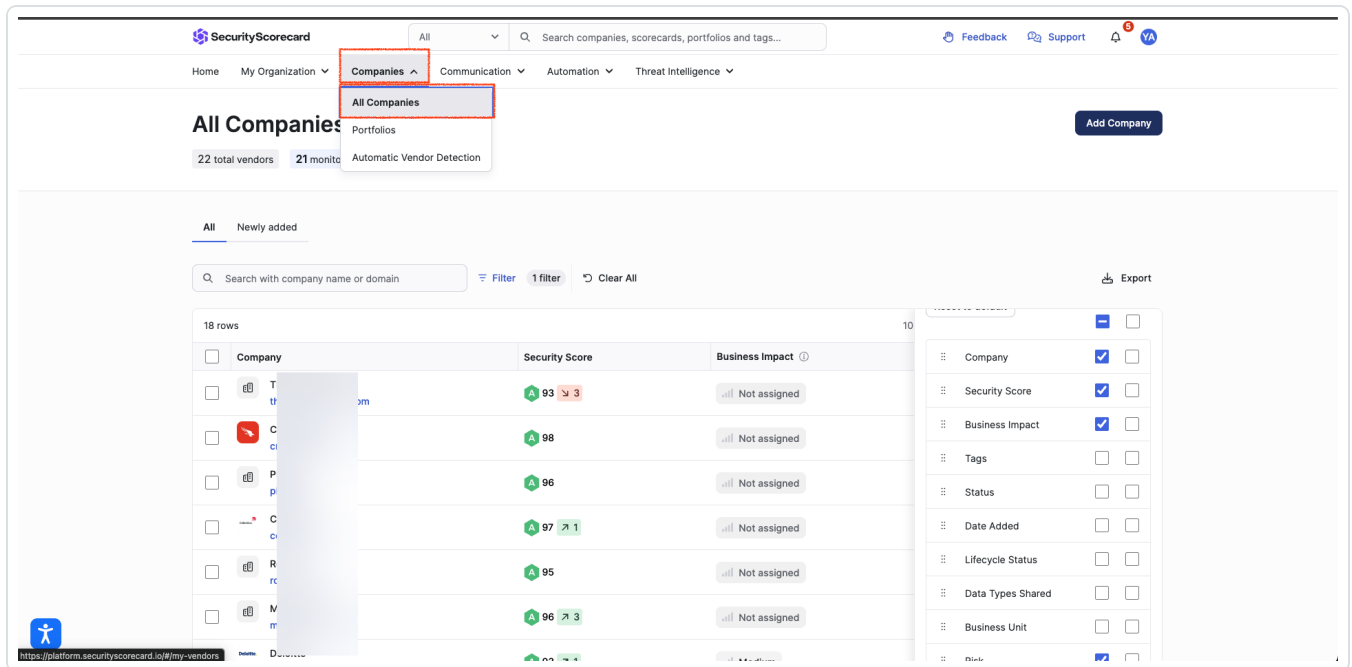 SecurityScorecard
All
Search companies, scorecards, portfolios and tags...
Feedback
Support
5
YA
Home
My Organization
Companies
Communication
Automation
Threat Intelligence
All Companies
Portfolios
Automatic Vendor Detection
All Companies
Add Company
22 total vendors
21
All
Newly added
Search with company name or domain
Filter
1 filter
Clear All
Export
18 rows
10
Company
Security Score
Business Impact
T
th
om
A 93 3
Not assigned
C
A 98
Not assigned
P
A 96
Not assigned
C
A 97 1
Not assigned
R
A 95
Not assigned
M
m
A 96 3
Not assigned
Company
Security Score
Business Impact
Tags
Status
Date Added
Lifecycle Status
Data Types Shared
Business Unit
Risk
https://platform.securityscorecard.io/#/my-vendors